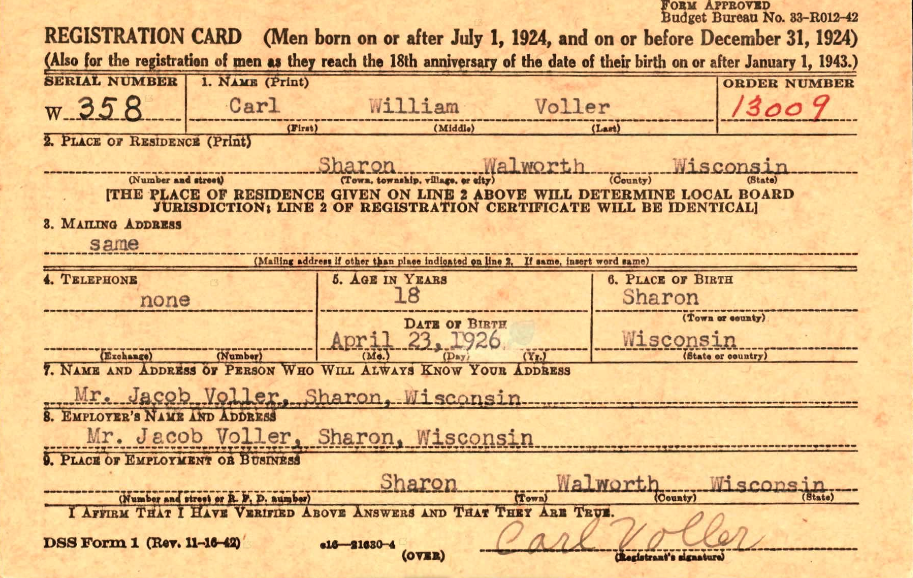 FORM APPROVED
Budget Bureau No. 33-R012-42
REGISTRATION CARD (Men born on or after July 1, 1924, and on or before December 31, 1924)
(Also for the registration of men as they reach the 18th anniversary of the date of their birth on or after January 1, 1943.)
SERIAL NUMBER 1. NAME (Print) ORDER NUMBER
W 358 Carl William Voller 13009
(First) (Middle) (Last)
2. PLACE OF RESIDENCE (Print)
Sharon Walworth Wisconsin
(Number and street) (Town, township, village, or city) (County) (State)
[THE PLACE OF RESIDENCE GIVEN ON LINE 2 ABOVE WILL DETERMINE LOCAL BOARD
JURISDICTION; LINE 2 OF REGISTRATION CERTIFICATE WILL BE IDENTICAL]
3. MAILING ADDRESS
same
(Mailing address if other than place indicated on line 2. If same, insert word same)
4. TELEPHONE 5. AGE IN YEARS 6. PLACE OF BIRTH
none 18 Sharon
DATE OF BIRTH (Town or county)
April 23, 1926 Wisconsin
(Exchange) (Number) (Mo.) (Day) (Yr.) (State or country)
7. NAME AND ADDRESS OF PERSON WHO WILL ALWAYS KNOW YOUR ADDRESS
Mr. Jacob Voller, Sharon, Wisconsin
8. EMPLOYER'S NAME AND ADDRESS
Mr. Jacob Voller, Sharon, Wisconsin
9. PLACE OF EMPLOYMENT OR BUSINESS
Sharon Walworth Wisconsin
(Number and street or R. F. D. number) (Town) (County) (State)
I AFFIRM THAT I HAVE VERIFIED ABOVE ANSWERS AND THAT THEY ARE TRUE.
DSS Form 1 (Rev. 11-16-42) c16—21630-4 Carl Voller
(OVER) (Registrant's signature)